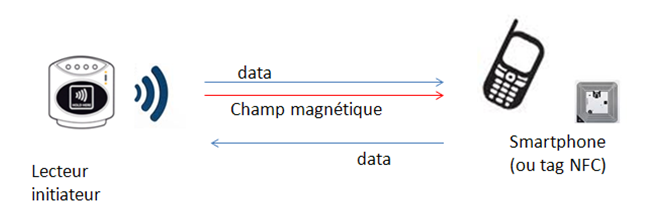 data
Champ magnétique
data
Lecteur
initiateur
Smartphone
(ou tag NFC)